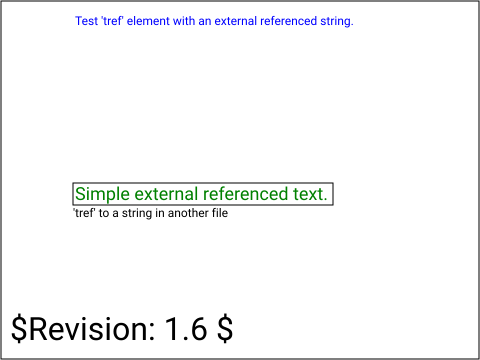 Test 'tref' element with an external referenced string.
Simple external referenced text.
'tref' to a string in another file
$Revision: 1.6 $